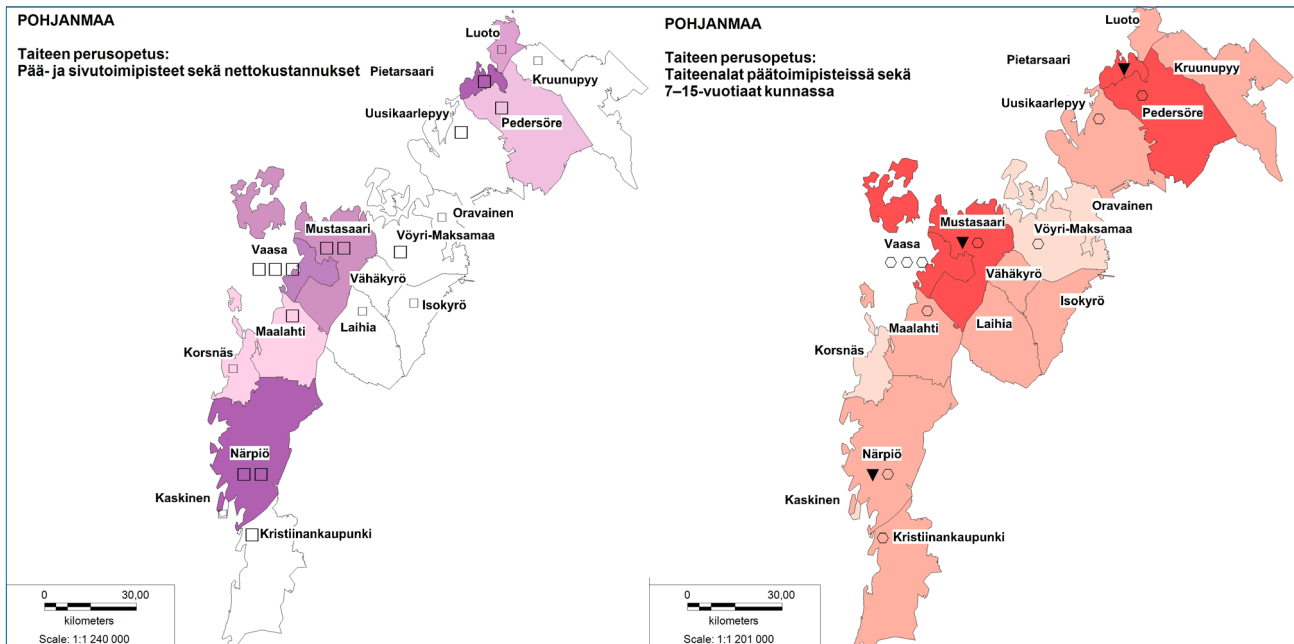 POHJANMAA
Taiteen perusopetus:
Pää- ja sivutoimipisteet sekä nettokustannukset
Luoto
Pietarsaari
Kruunupyy
Uusikaarlepyy
Pedersöre
Oravainen
Mustasaari
Vöyri-Maksamaa
Vaasa
Vähäkyrö
Isokyrö
Maalahti
Laihia
Korsnäs
Närpiö
Kaskinen
Kristiinankaupunki
0 30,00
kilometers
Scale: 1:1 240 000
POHJANMAA
Taiteen perusopetus:
Taiteenalat päätoimipisteissä sekä
7–15-vuotiaat kunnassa
Luoto
Pietarsaari
Kruunupyy
Uusikaarlepyy
Pedersöre
Oravainen
Mustasaari
Vöyri-Maksamaa
Vaasa
Vähäkyrö
Isokyrö
Maalahti
Laihia
Korsnäs
Närpiö
Kaskinen
Kristiinankaupunki
0 30,00
kilometers
Scale: 1:1 201 000